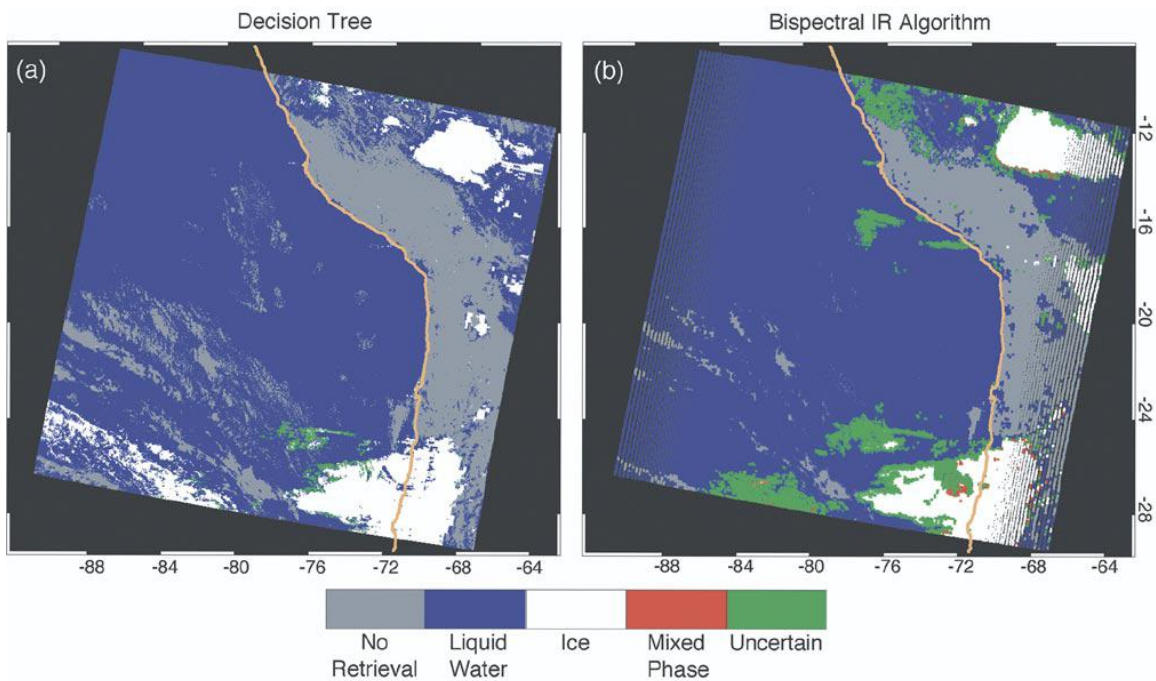 Decision Tree
Bispectral IR Algorithm
(a)
(b)
-12
-16
-20
-24
-28
-88 -84 -80 -76 -72 -68 -64
-88 -84 -80 -76 -72 -68 -64
No Retrieval
Liquid Water
Ice
Mixed Phase
Uncertain